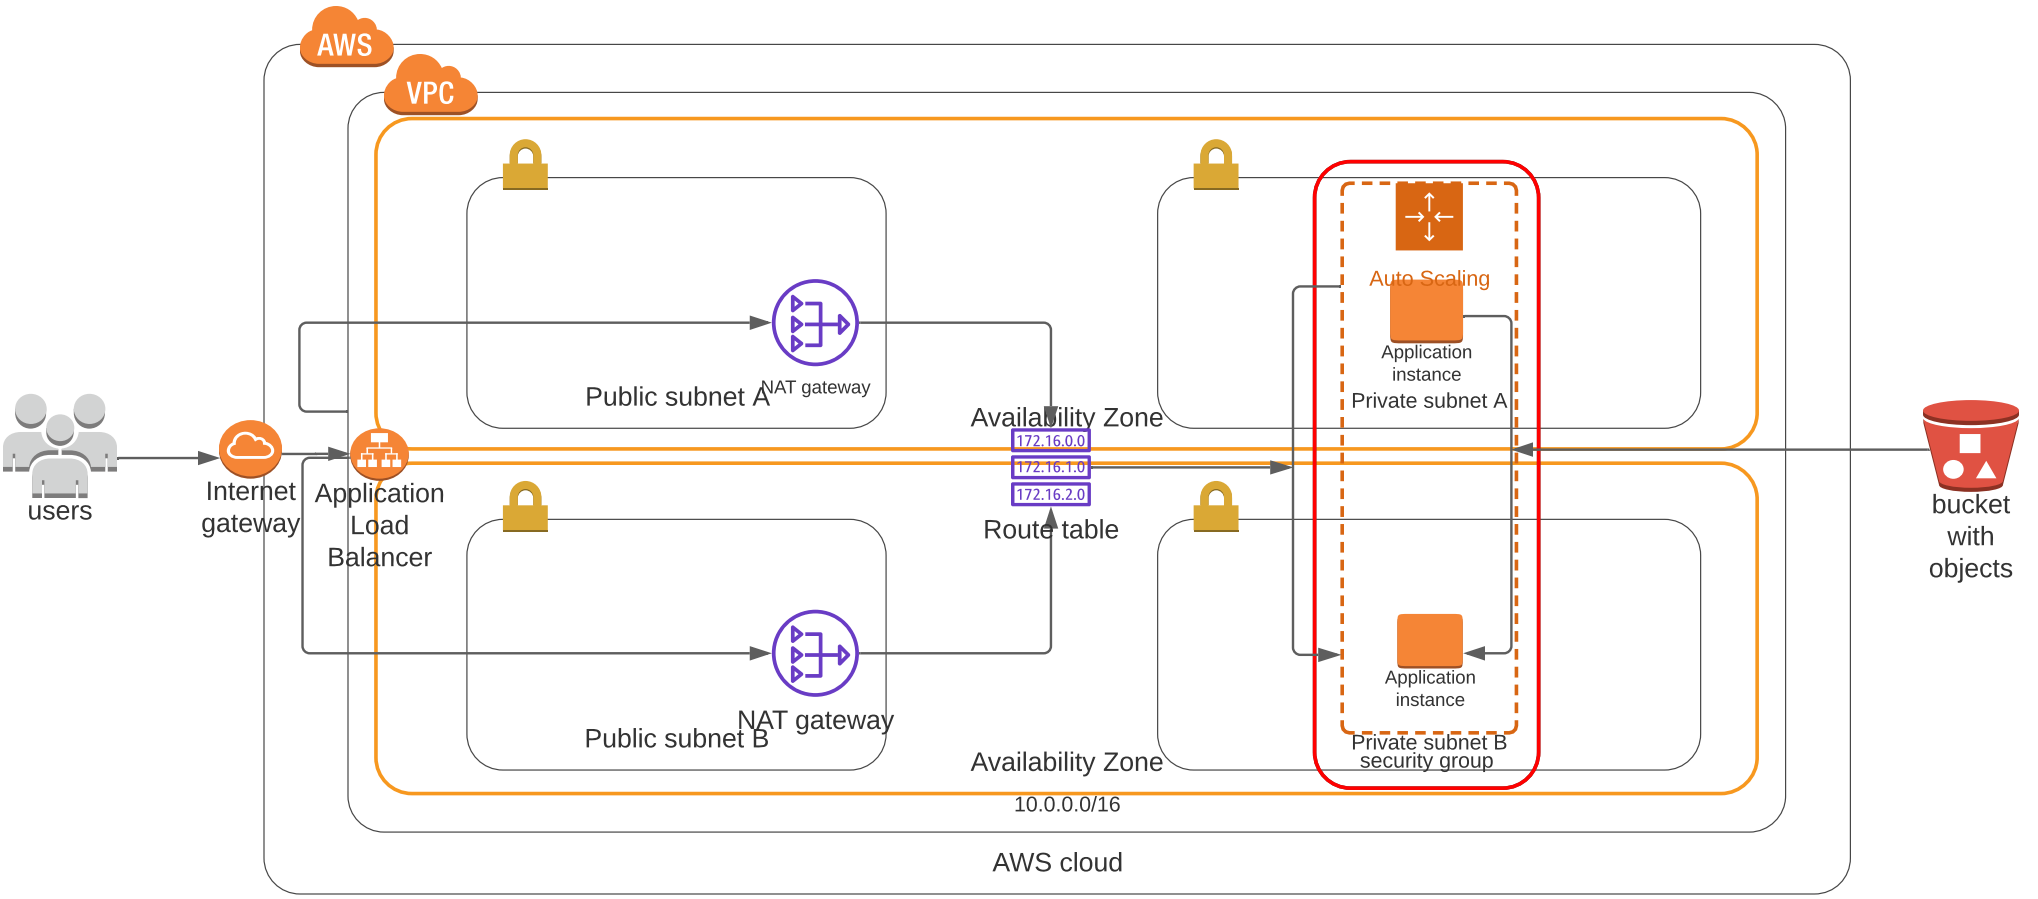 AWS
VPC
Auto Scaling
Application
instance
Private subnet A
Public subnet A
NAT gateway
Availability Zone
172.16.0.0
172.16.1.0
172.16.2.0
Route table
users
Internet
gateway
Application
Load
Balancer
bucket
with
objects
Application
instance
NAT gateway
Public subnet B
Private subnet B
security group
Availability Zone
10.0.0.0/16
AWS cloud